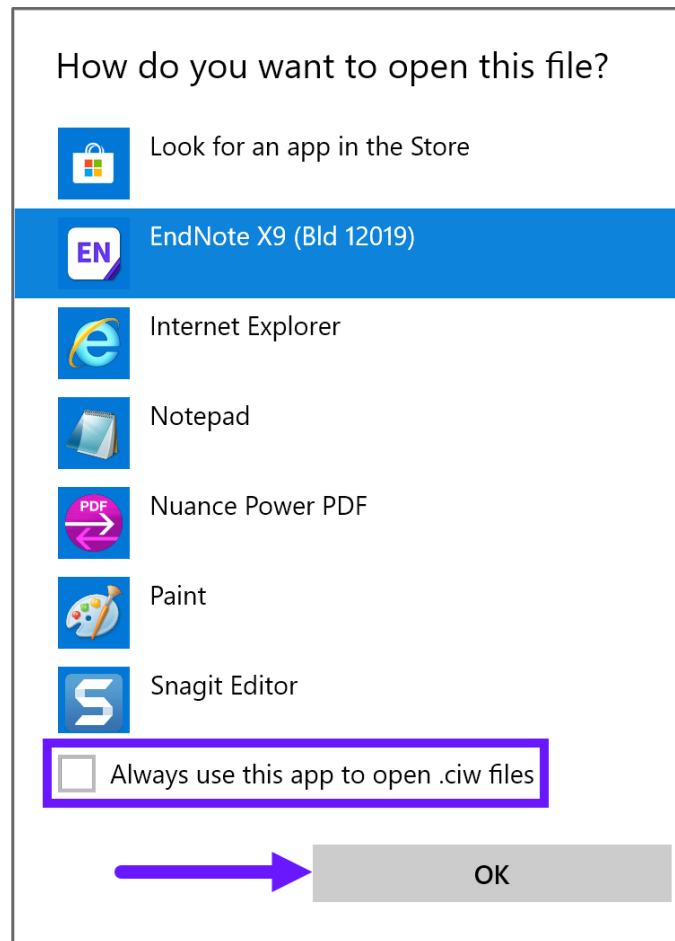 How do you want to open this file?
Look for an app in the Store
EN
EndNote X9 (Bld 12019)
Internet Explorer
Notepad
PDF
Nuance Power PDF
Paint
Snagit Editor
Always use this app to open .ciw files
OK